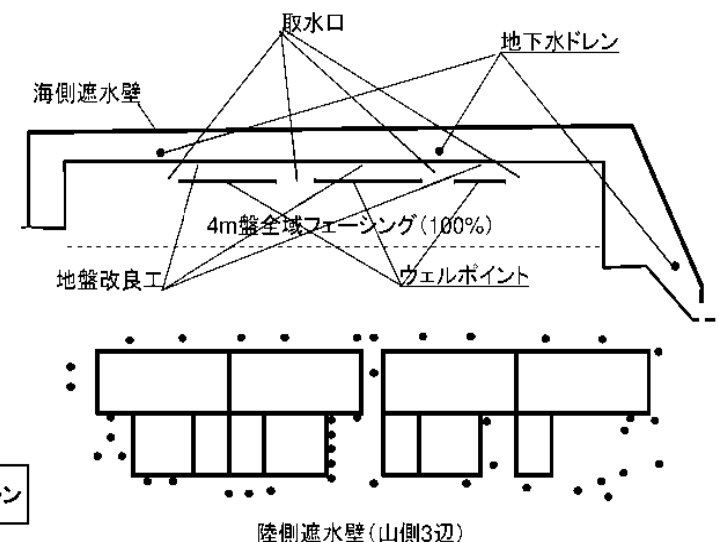 取水口
地下水ドレン
海側遮水壁
4m盤全域フェーシング(100%)
地盤改良工
ウェルポイント
ン
陸側遮水壁(山側3辺)